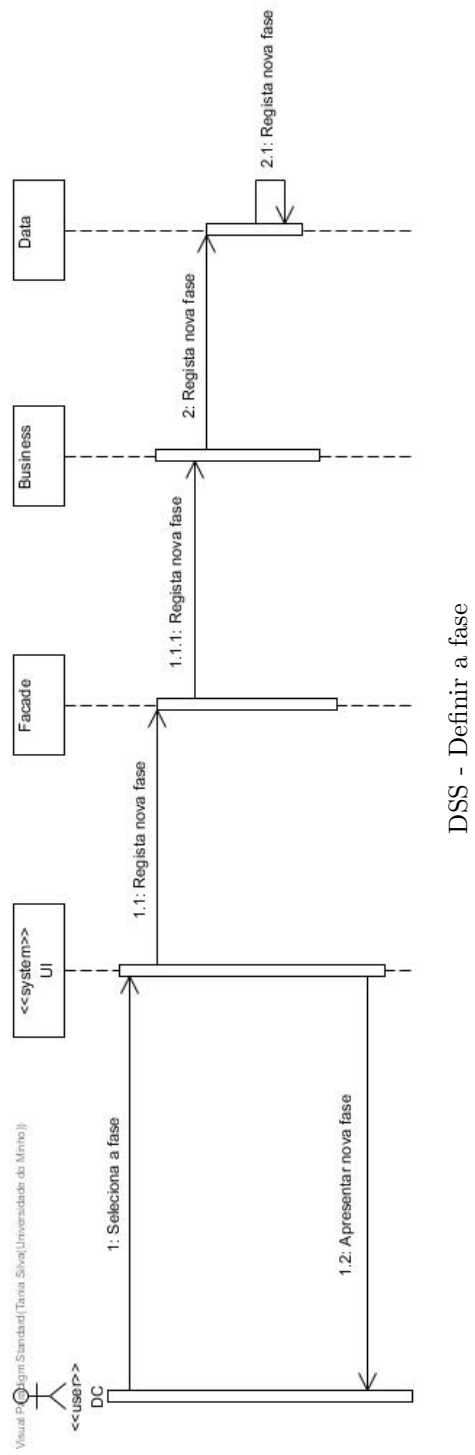 Visual Paradigm Standard(Tania Silva(Universidade do Minho))
<<user>>
DC
<<system>>
UI
Facade
Business
Data
1: Seleciona a fase
1.1: Regista nova fase
1.1.1: Regista nova fase
2: Regista nova fase
2.1: Regista nova fase
1.2: Apresentar nova fase
DSS - Definir a fase